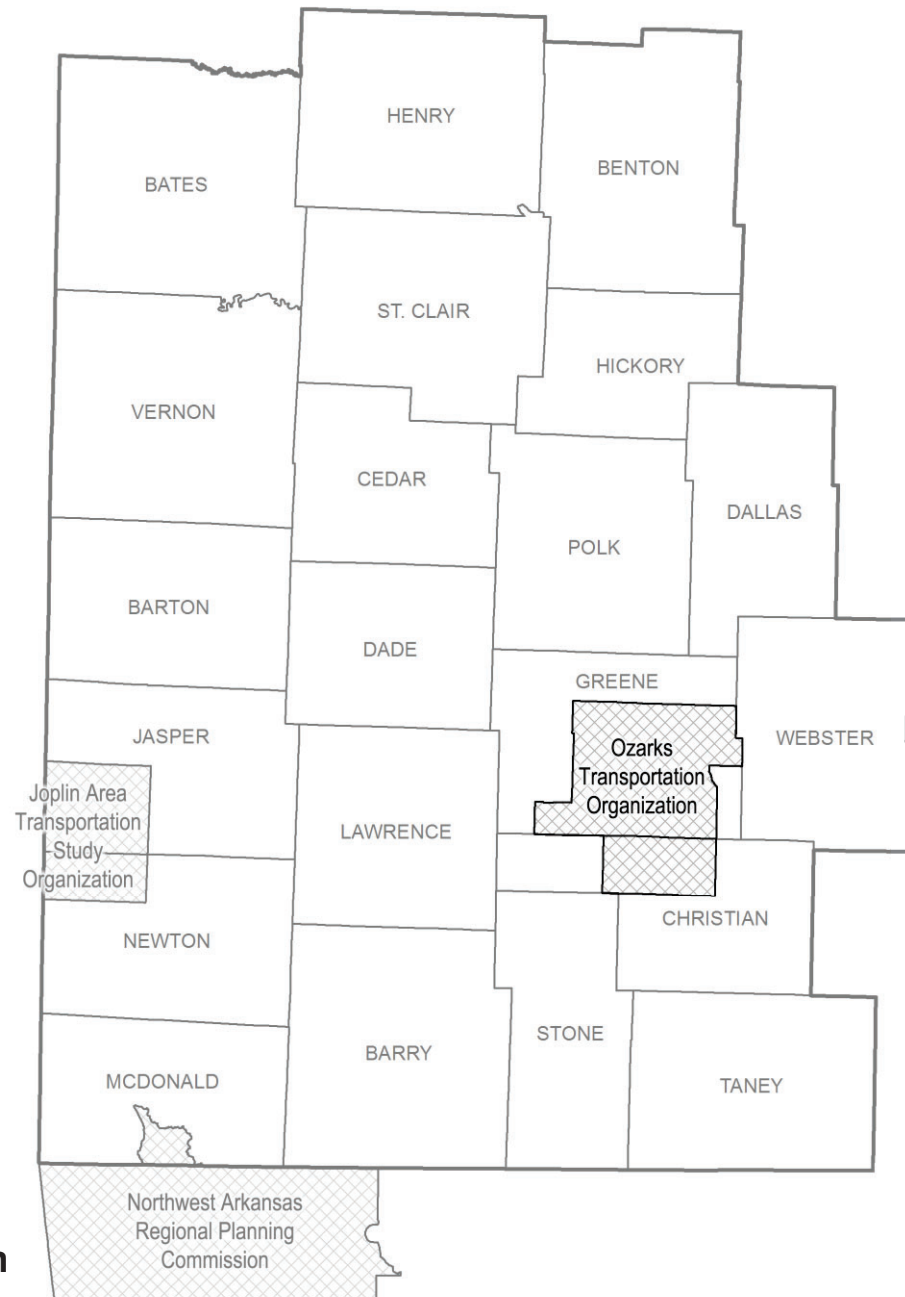 HENRY
BENTON
BATES
ST. CLAIR
HICKORY
VERNON
CEDAR
DALLAS
POLK
BARTON
DADE
GREENE
JASPER
WEBSTER
Ozarks
Transportation
Organization
Joplin Area
Transportation
Study
Organization
LAWRENCE
CHRISTIAN
NEWTON
STONE
BARRY
MCDONALD
TANEY
Northwest Arkansas
Regional Planning
Commission